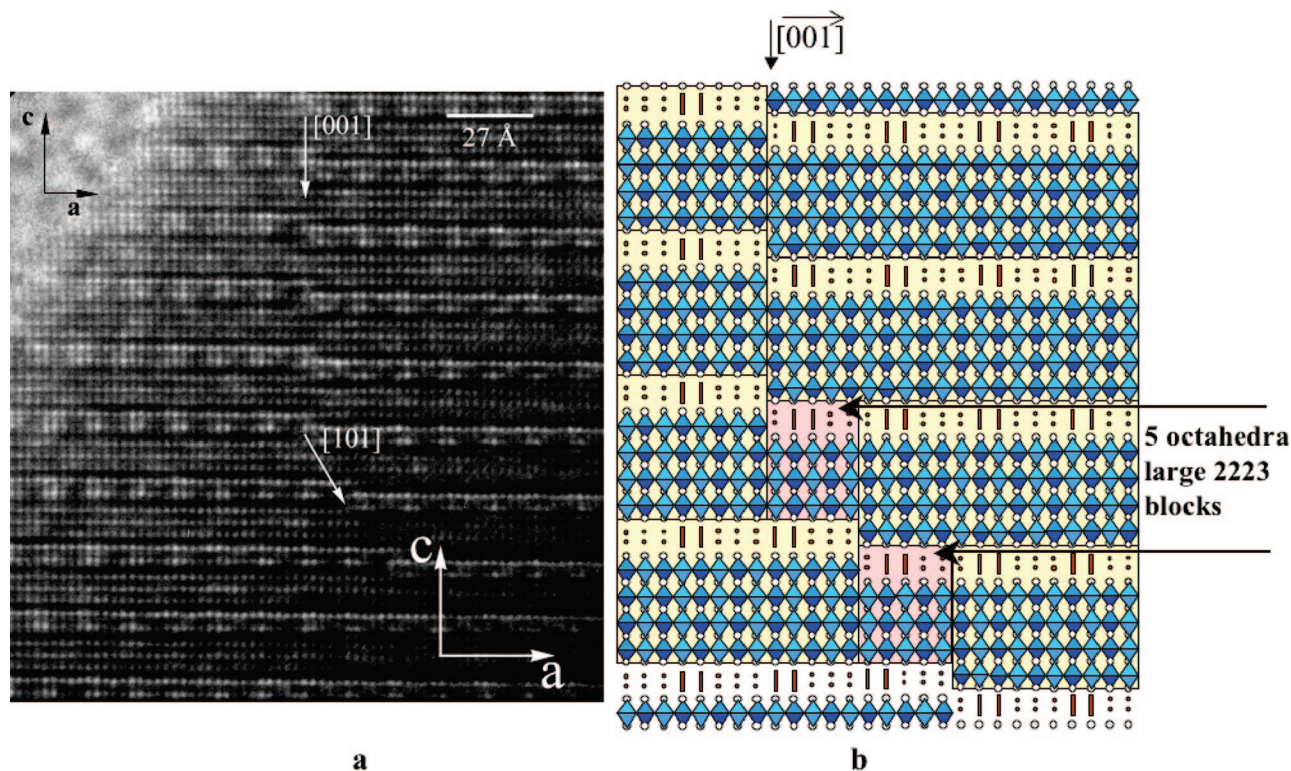 [001]
c
[001]
27 Å
a
[101]
5 octahedra
large 2223
blocks
c
a
a
b